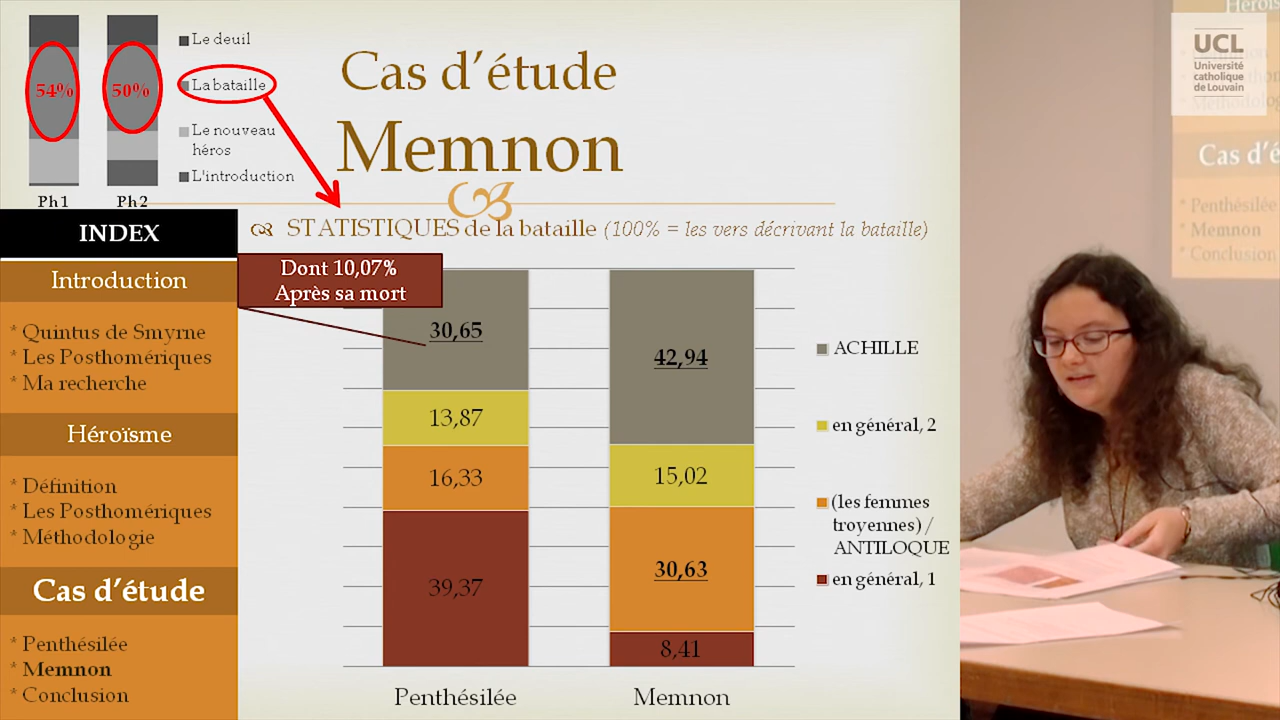 54%
50%
Ph1
Ph2
Le deuil
La bataille
Le nouveau
héros
L'introduction
Cas d'étude
Memnon
STATISTIQUES de la bataille (100% = les vers décrivant la bataille)
INDEX
Introduction
* Quintus de Smyrne
* Les Posthomériques
* Ma recherche
Héroïsme
* Définition
* Les Posthomériques
* Méthodologie
Cas d'étude
* Penthésilée
* Memnon
* Conclusion
Dont 10,07%
Après sa mort
30,65
13,87
16,33
39,37
Penthésilée
42,94
15,02
30,63
8,41
Memnon
ACHILLE
en général, 2
(les femmes
troyennes) /
ANTILOQUE
en général, 1
UCL
Université
catholique
de Louvain
Cas d'é
* Penthésilée
* Memnon
* Conclusion